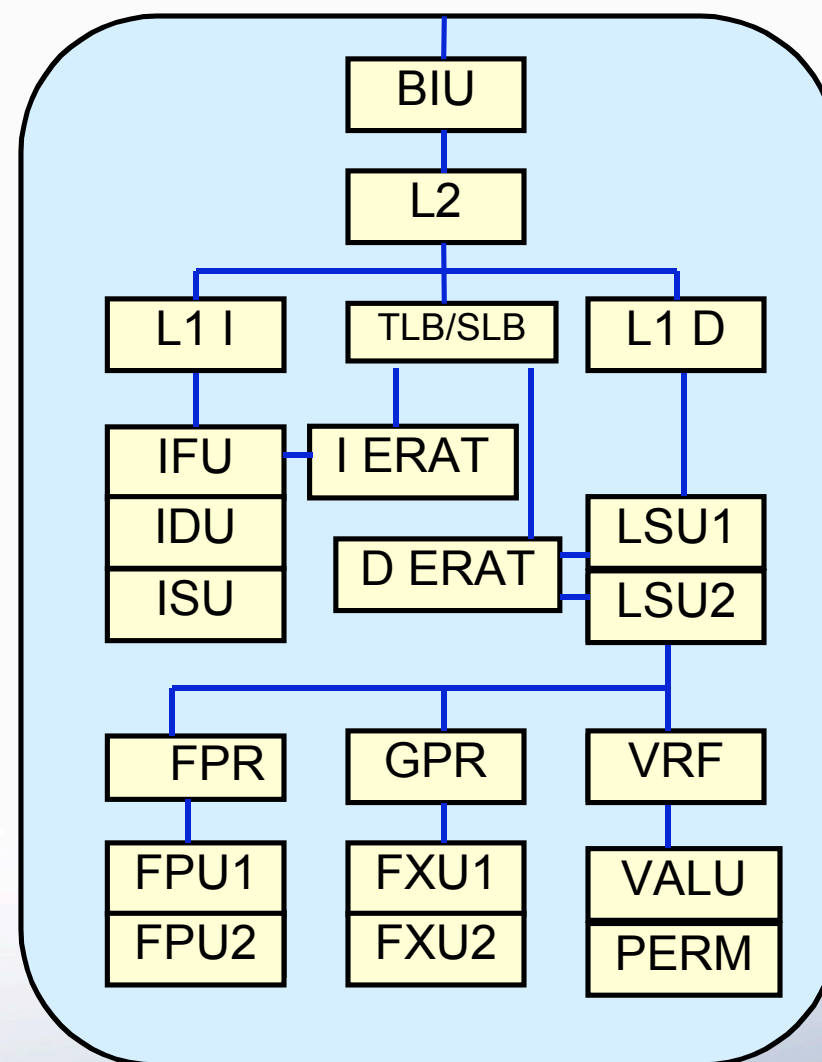 BIU
L2
L1 I
TLB/SLB
L1 D
IFU
I ERAT
IDU
LSU1
D ERAT
ISU
LSU2
FPR
GPR
VRF
FPU1
FXU1
VALU
FPU2
FXU2
PERM